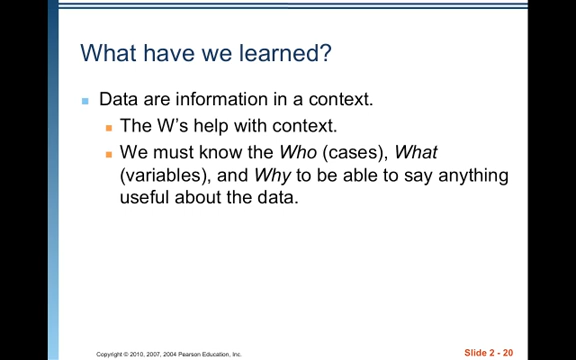 What have we learned?
Data are information in a context.
The W's help with context.
We must know the Who (cases), What
(variables), and Why to be able to say anything
useful about the data.
Copyright © 2010, 2007, 2004 Pearson Education, Inc.
Slide 2 - 20